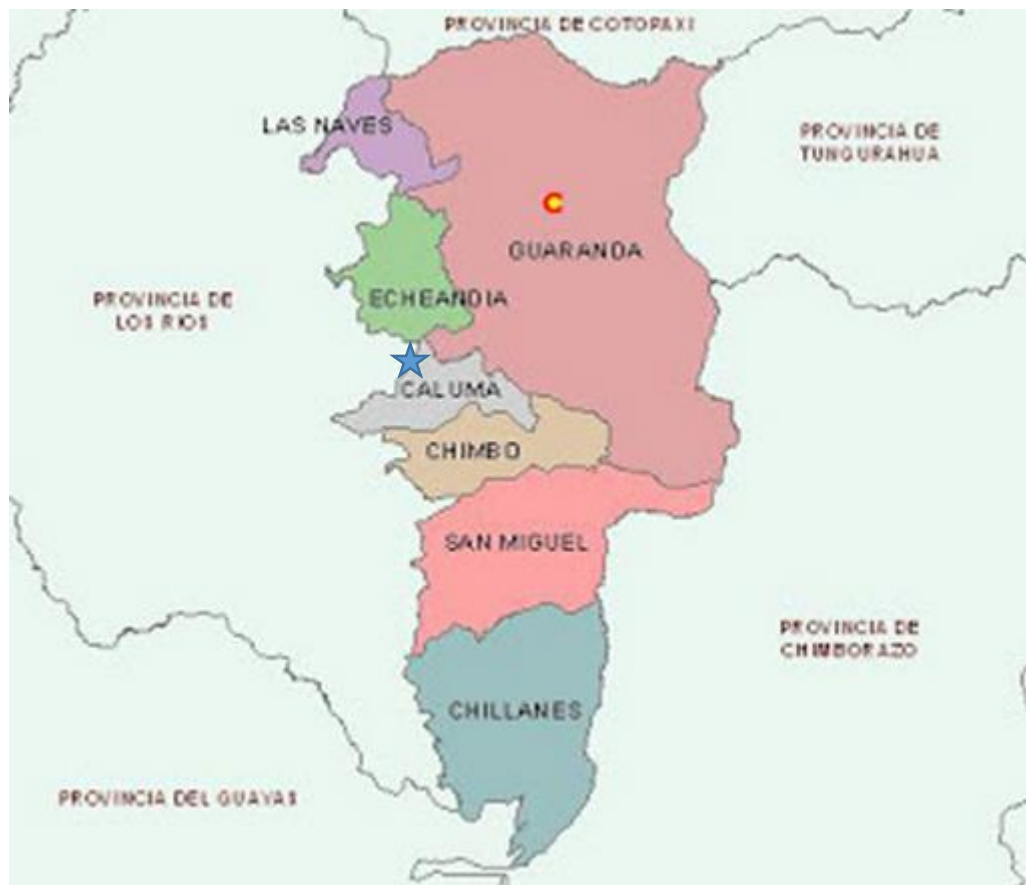 PROVINCIA DE COTOPAXI
LAS NAVES
PROVINCIA DE
TUNGURAHUA
C
GUARANDA
PROVINCIA DE
LOS RIOS
ECHEANDIA
CALUMA
CHIMBO
SAN MIGUEL
PROVINCIA DE
CHIMBORAZO
CHILLANES
PROVINCIA DEL GUAYAS